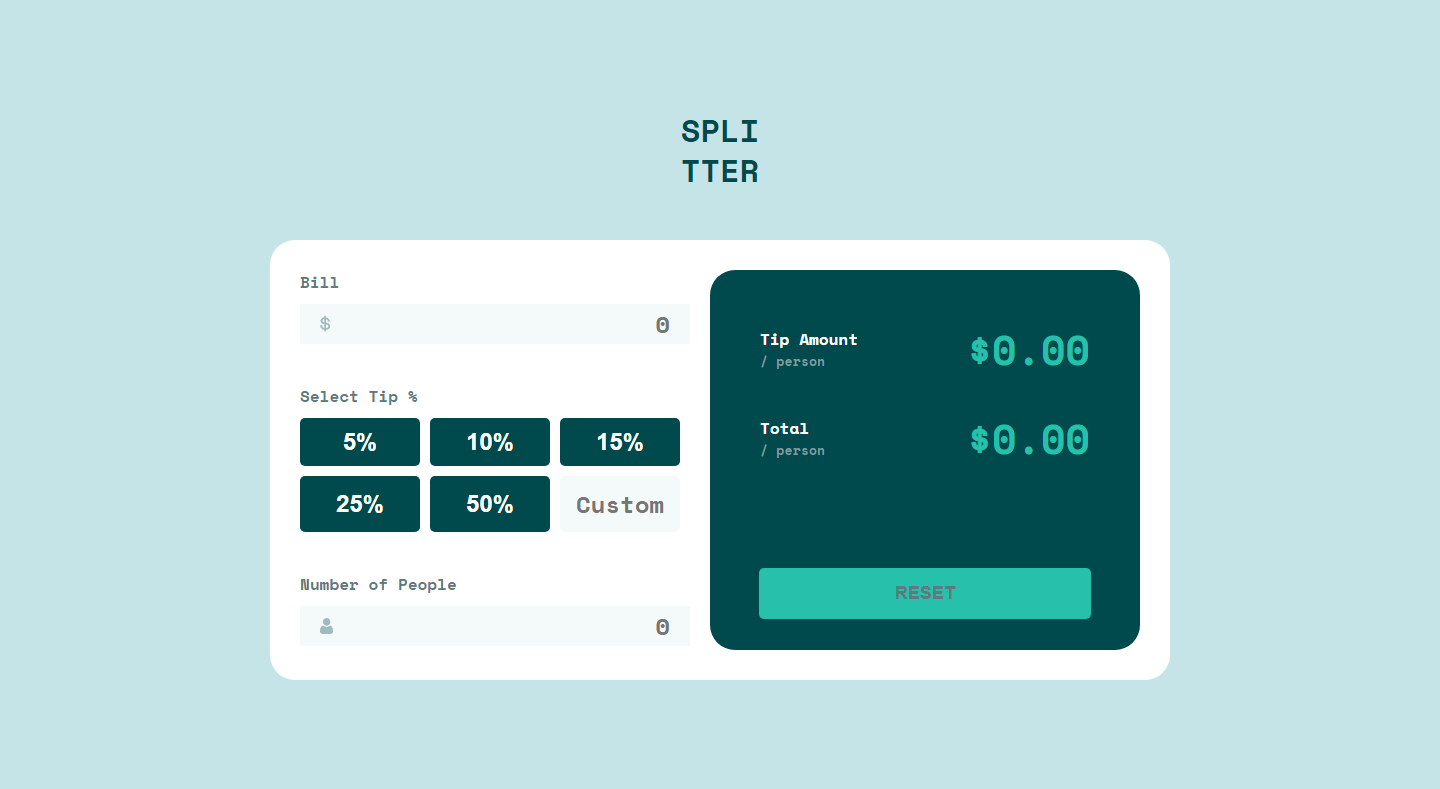 SPLI
TTER
Bill
$
0
Select Tip %
5%
10%
15%
25%
50%
Custom
Number of People
0
Tip Amount
/ person
$0.00
Total
/ person
$0.00
RESET